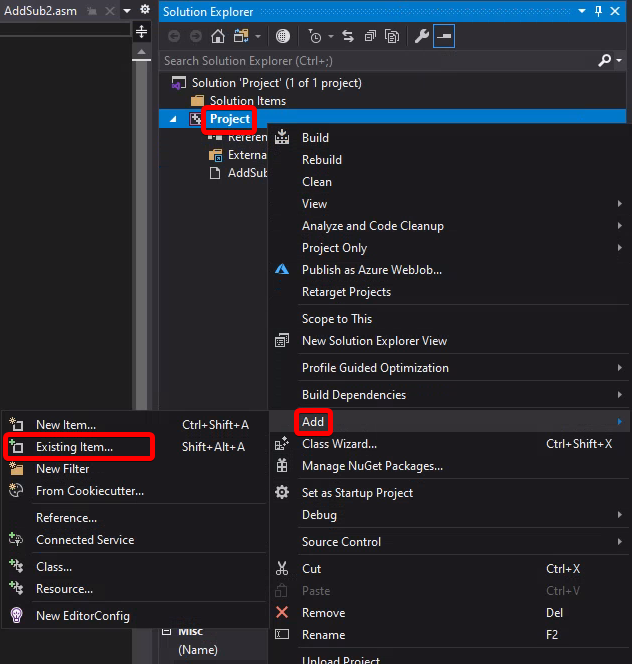 AddSub2.asm
Solution Explorer
Search Solution Explorer (Ctrl+;)
Solution 'Project' (1 of 1 project)
Solution Items
Project
Referen
Externa
AddSub
Build
Rebuild
Clean
View
Analyze and Code Cleanup
Project Only
Publish as Azure WebJob...
Retarget Projects
Scope to This
New Solution Explorer View
Profile Guided Optimization
Build Dependencies
Add
Class Wizard... Ctrl+Shift+X
Manage NuGet Packages...
Set as Startup Project
Debug
Source Control
Cut Ctrl+X
Paste Ctrl+V
Remove Del
Rename F2
Unload Project
New Item... Ctrl+Shift+A
Existing Item... Shift+Alt+A
New Filter
From Cookiecutter...
Reference...
Connected Service
Class...
Resource...
New EditorConfig
Misc
(Name)